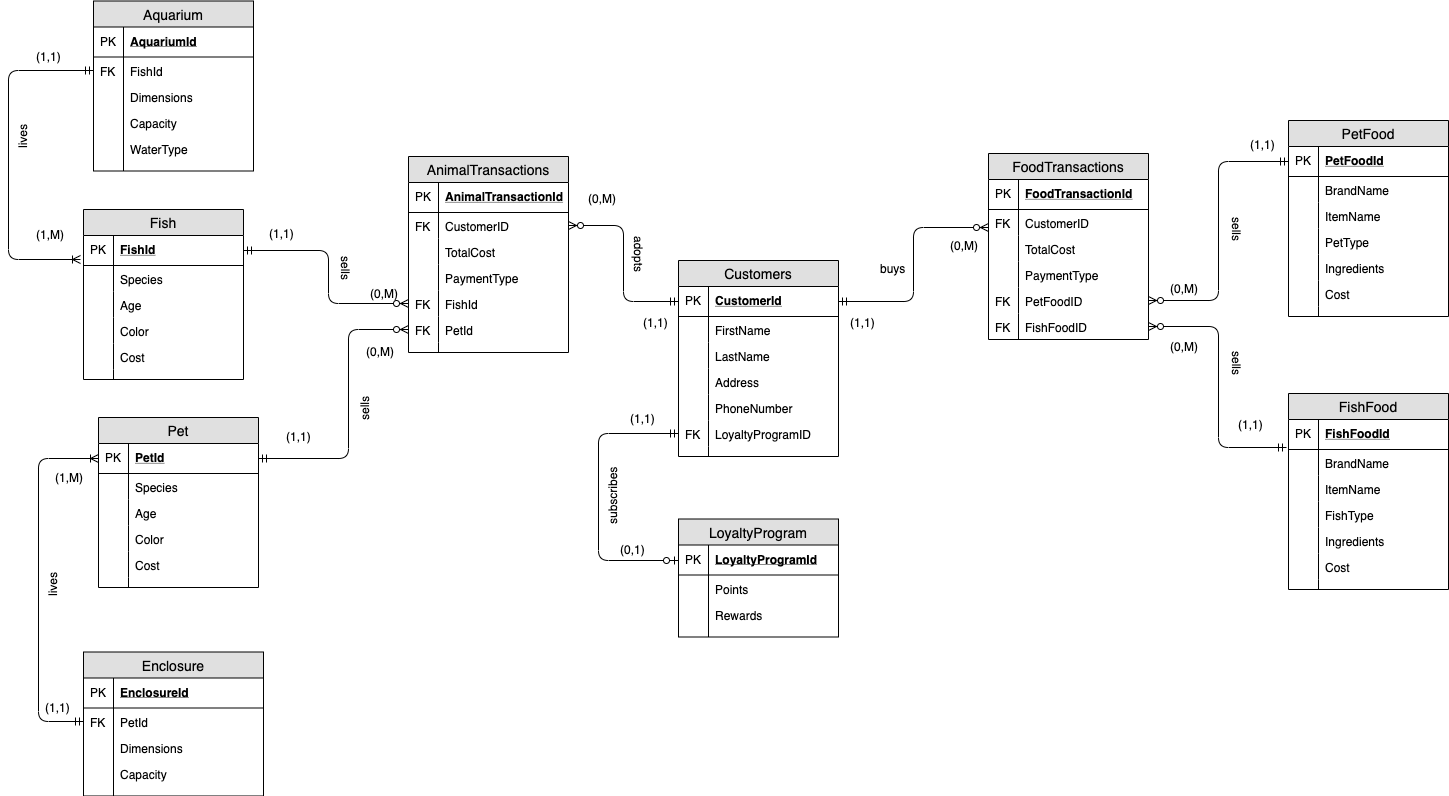 Aquarium
PK AquariumId
FK FishId
Dimensions
Capacity
WaterType
(1,1)
lives
(1,M)
Fish
PK FishId
Species
Age
Color
Cost
(1,1)
sells
(0,M)
Pet
PK PetId
Species
Age
Color
Cost
(1,1)
sells
(0,M)
(1,M)
lives
(1,1)
Enclosure
PK EnclosureId
FK PetId
Dimensions
Capacity
AnimalTransactions
PK AnimalTransactionId
FK CustomerID
TotalCost
PaymentType
FK FishId
FK PetId
(0,M)
adopts
(1,1)
Customers
PK CustomerId
FirstName
LastName
Address
PhoneNumber
FK LoyaltyProgramID
(1,1)
subscribes
(0,1)
LoyaltyProgram
PK LoyaltyProgramId
Points
Rewards
(1,1)
buys
(0,M)
FoodTransactions
PK FoodTransactionId
FK CustomerID
TotalCost
PaymentType
FK PetFoodID
FK FishFoodID
(0,M)
sells
(1,1)
PetFood
PK PetFoodId
BrandName
ItemName
PetType
Ingredients
Cost
(0,M)
sells
(1,1)
FishFood
PK FishFoodId
BrandName
ItemName
FishType
Ingredients
Cost